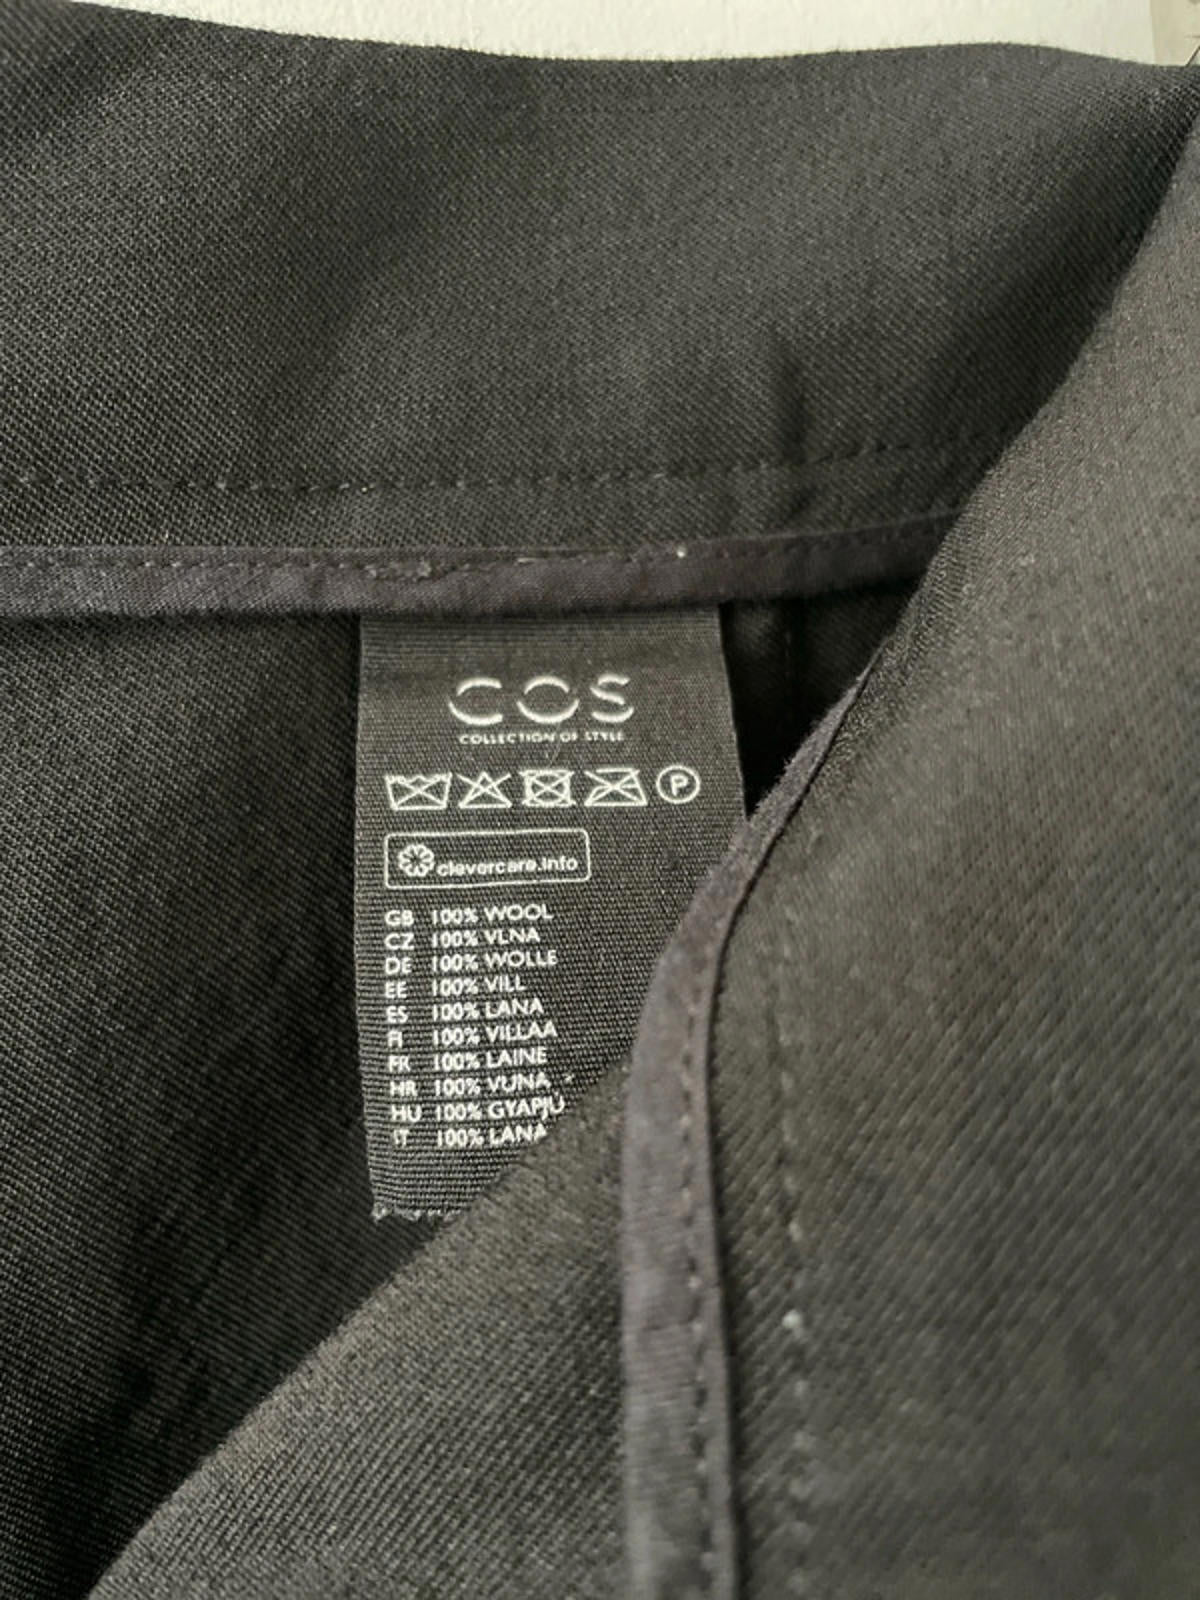 COS
COLLECTION OF STYLE
P
clevercare.info
GB 100% WOOL
CZ 100% VLNA
DE 100% WOLLE
EE 100% VILL
ES 100% LANA
FI 100% VILLAA
FR 100% LAINE
HR 100% VUNA
HU 100% GYAPJÚ
IT 100% LANA